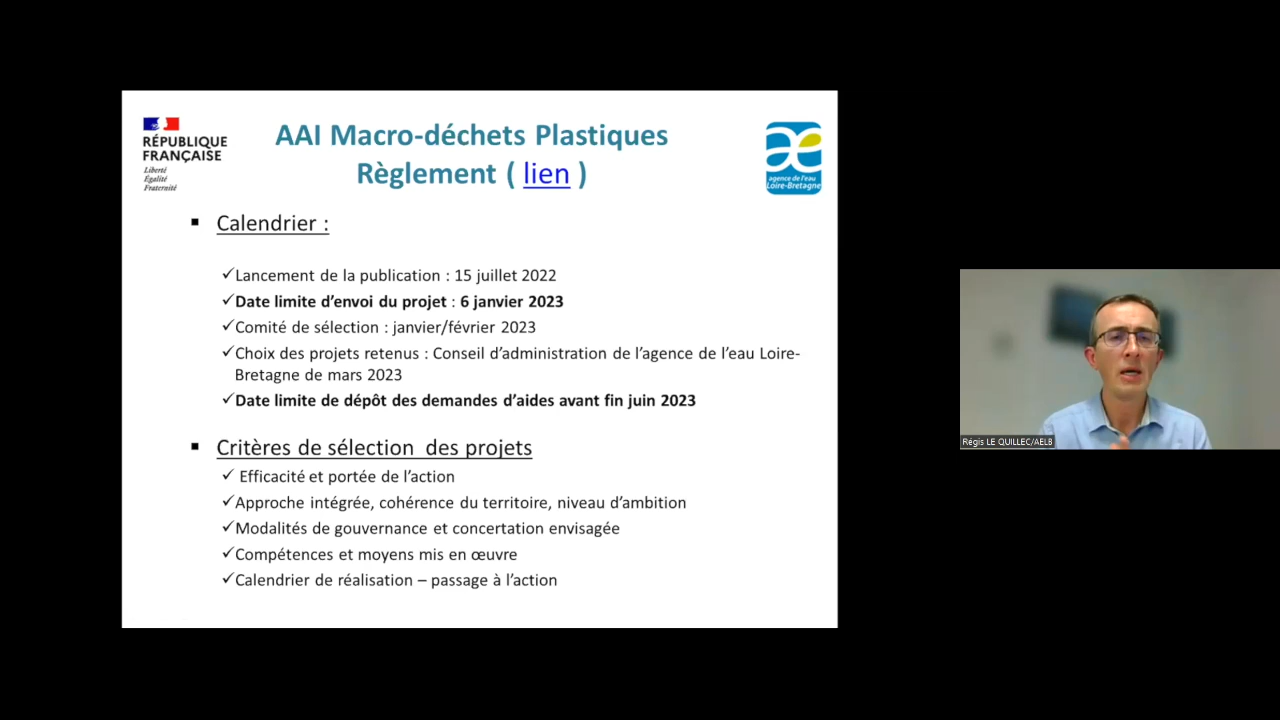 RÉPUBLIQUE
FRANÇAISE
Liberté
Égalité
Fraternité
AAI Macro-déchets Plastiques
Règlement ( lien )
agence de l'eau
Loire-Bretagne
▪ Calendrier :
✓Lancement de la publication : 15 juillet 2022
✓Date limite d'envoi du projet : 6 janvier 2023
✓Comité de sélection : janvier/février 2023
✓Choix des projets retenus : Conseil d'administration de l'agence de l'eau Loire-
Bretagne de mars 2023
✓Date limite de dépôt des demandes d'aides avant fin juin 2023
▪ Critères de sélection des projets
✓ Efficacité et portée de l'action
✓Approche intégrée, cohérence du territoire, niveau d'ambition
✓Modalités de gouvernance et concertation envisagée
✓Compétences et moyens mis en œuvre
✓Calendrier de réalisation – passage à l'action
Régis LE QUILLEC/AELB